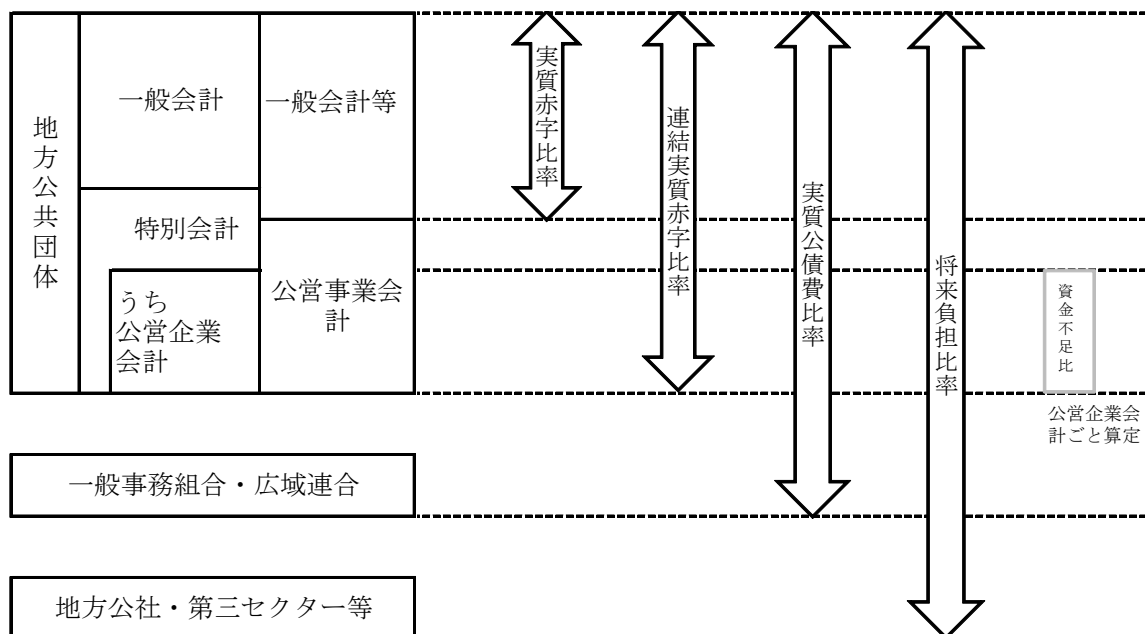 地方公共団体
一般会計
一般会計等
特別会計
うち
公営企業
会計
公営事業会
計
実質赤字比率
連結実質赤字比率
実質公債費比率
将来負担比率
資金不足比
公営企業会
計ごと算定
一般事務組合・広域連合
地方公社・第三セクター等